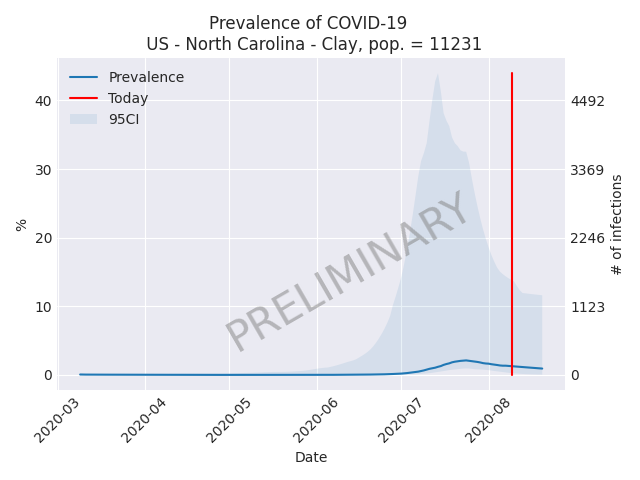 Prevalence of COVID-19
US - North Carolina - Clay, pop. = 11231
Prevalence
Today
95CI
PRELIMINARY
%
40
30
20
10
0
4492
3369
2246
1123
0
# of infections
2020-03
2020-04
2020-05
2020-06
2020-07
2020-08
Date